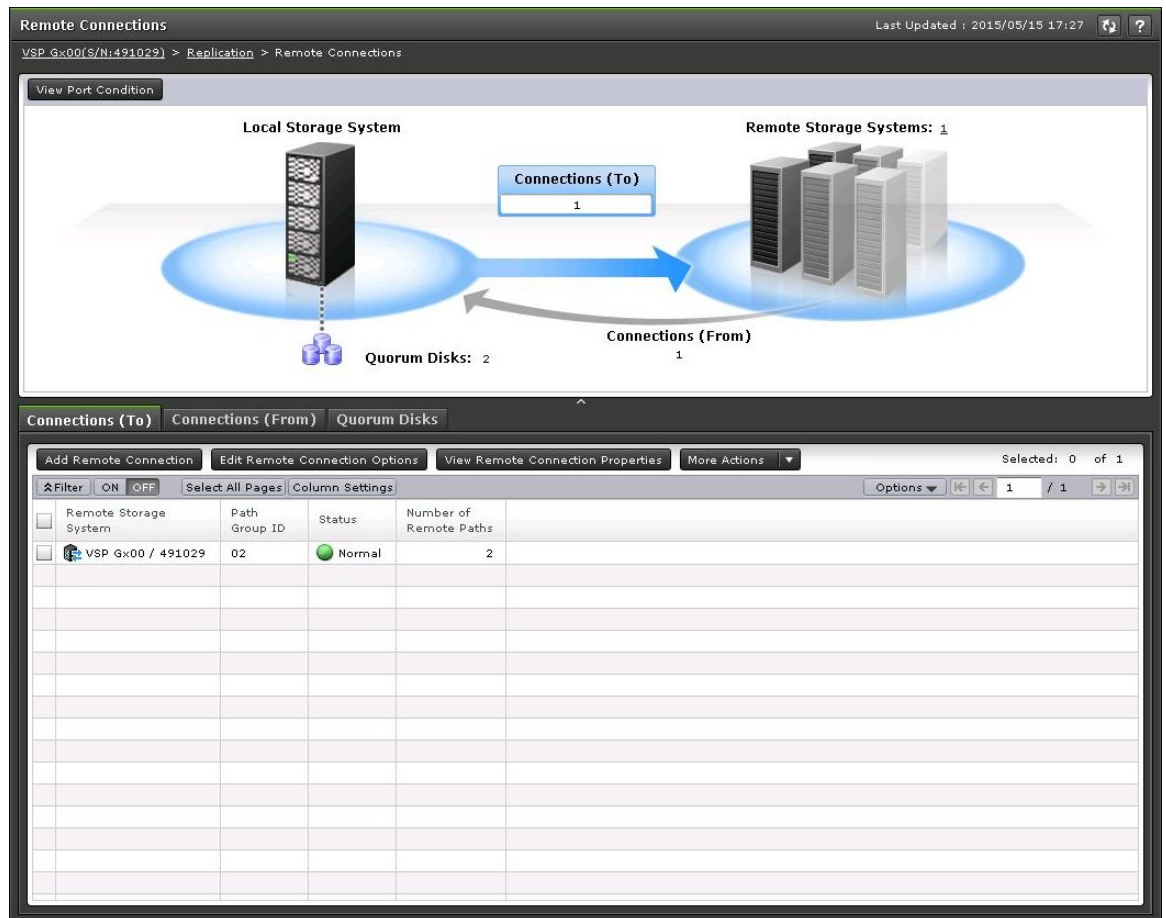 Remote Connections
Last Updated : 2015/05/15 17:27
?
VSP Gx00(S/N:491029) > Replication > Remote Connections
View Port Condition
Local Storage System
Remote Storage Systems: 1
Connections (To)
1
Connections (From)
1
Quorum Disks: 2
Connections (To) Connections (From) Quorum Disks
Add Remote Connection Edit Remote Connection Options View Remote Connection Properties More Actions Selected: 0 of 1
Filter ON OFF Select All Pages Column Settings Options 1 / 1
Remote Storage System Path Group ID Status Number of Remote Paths
VSP Gx00 / 491029 02 Normal 2